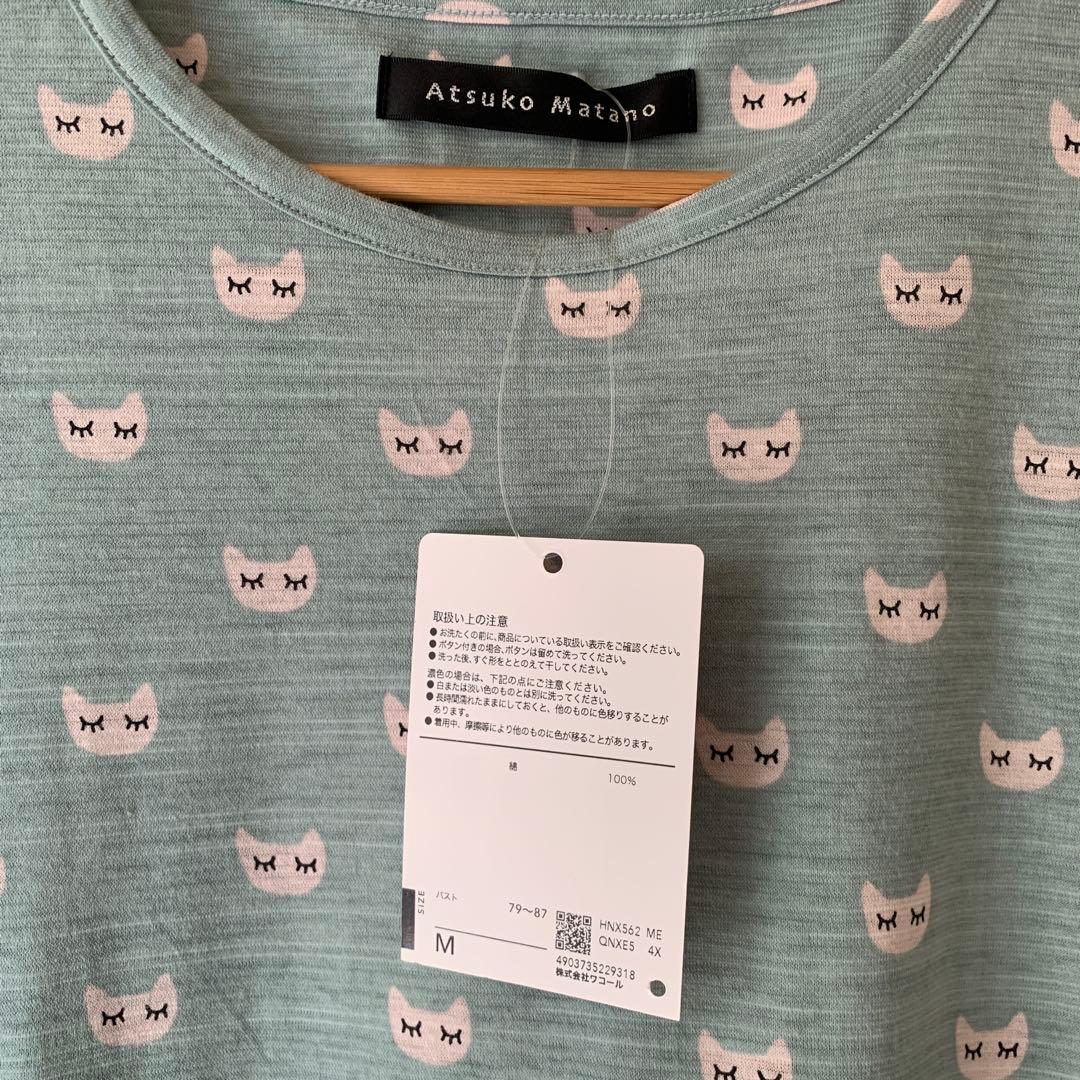 Atsuko Matano
取扱い上の注意
●お洗たくの前に、商品についている取扱い表示をご確認ください。
●ボタン付きの場合、ボタンは留めて洗ってください。
●洗った後、すぐ形をととのえて干してください。
濃色の場合は、下記の点にご注意ください。
●白または淡い色のものとは別に洗ってください。
●長時間濡れたままにしておくと、他のものに色移りすることが
あります。
●着用中、摩擦等により他のものに色が移ることがあります。
綿 100%
SIZE
バスト
79〜87
M
HNX562 ME
QNXE5 4X
4903735229318
株式会社ワコール